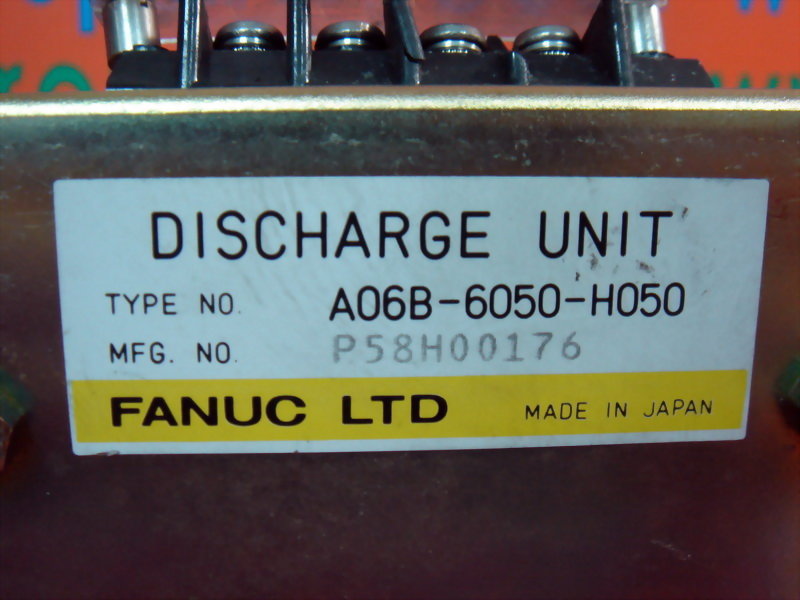 DISCHARGE UNIT
TYPE NO. A06B-6050-H050
MFG. NO. P58H00176
FANUC LTD MADE IN JAPAN